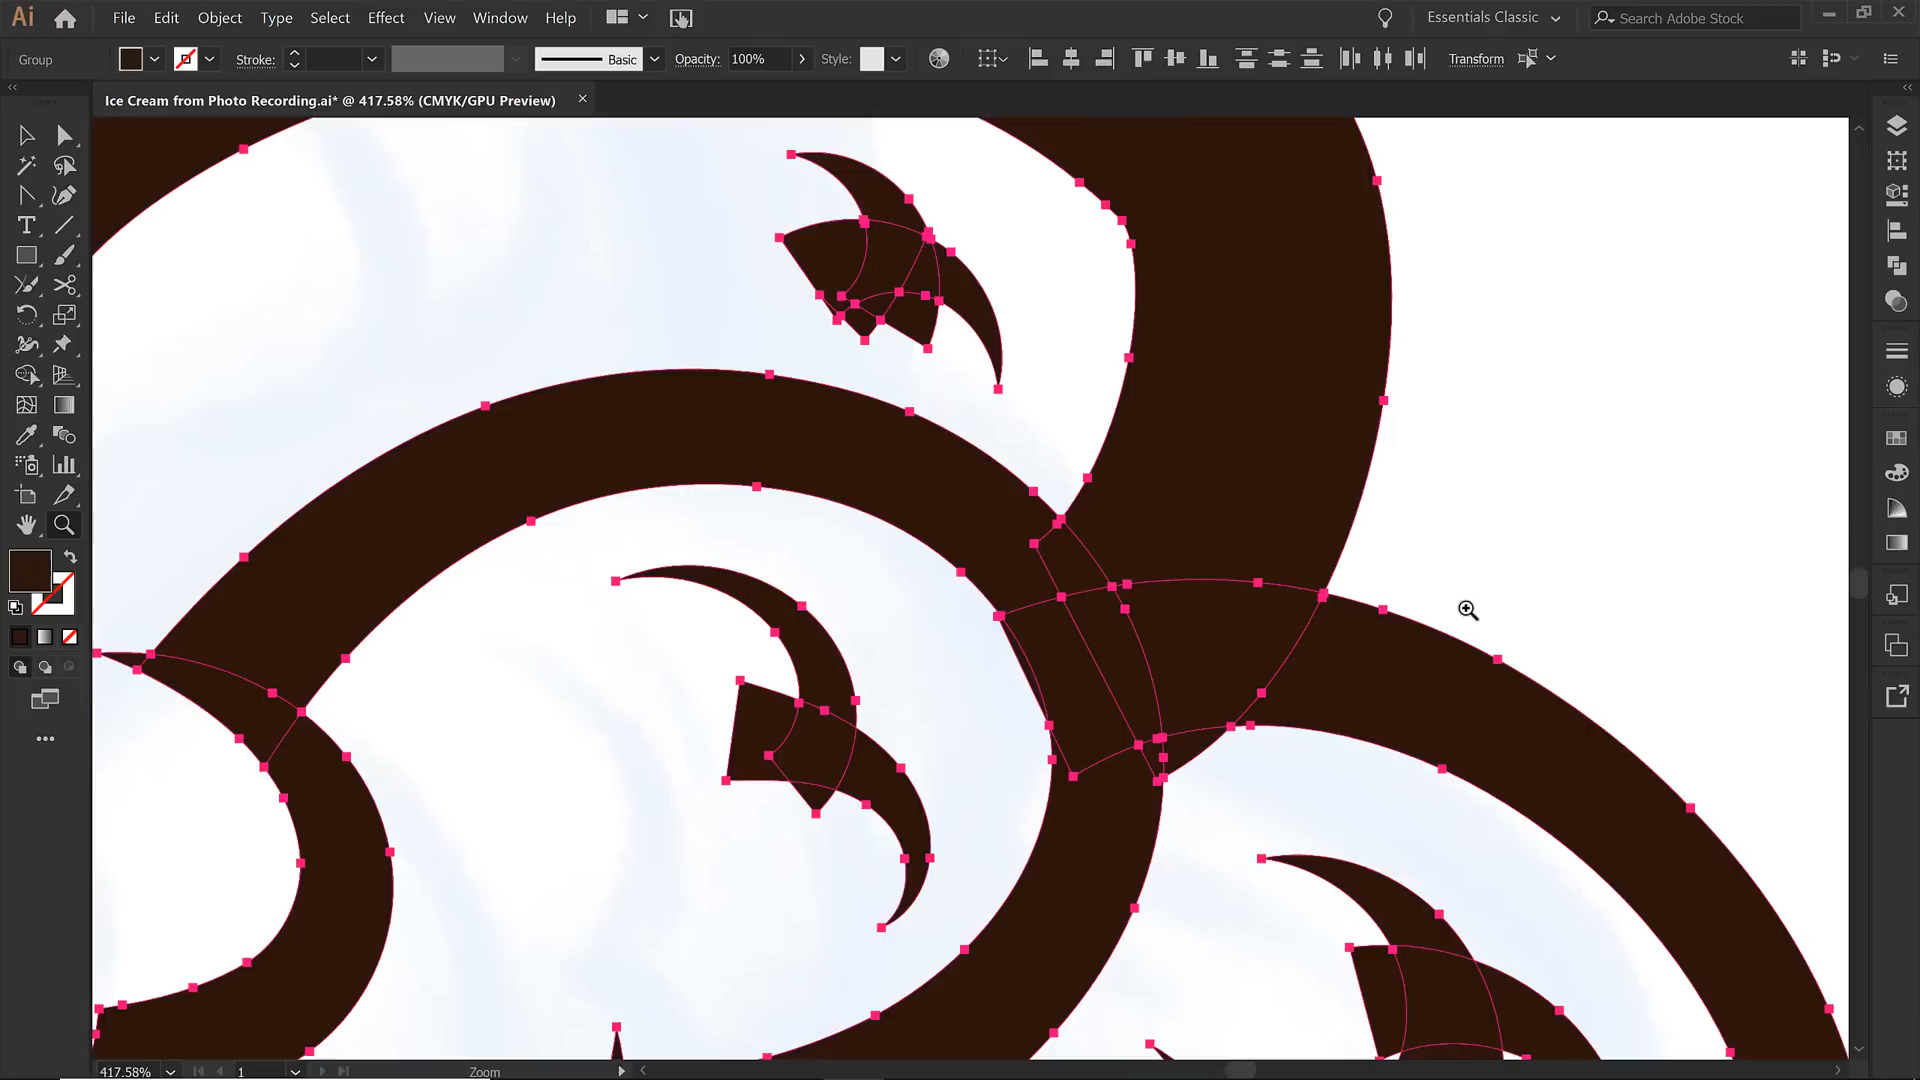 Ai File Edit Object Type Select Effect View Window Help Essentials Classic Search Adobe Stock
Group Stroke: Basic Opacity: 100% Style: Transform
Ice Cream from Photo Recording.ai* @ 417.58% (CMYK/GPU Preview)
417.58% 1 Zoom